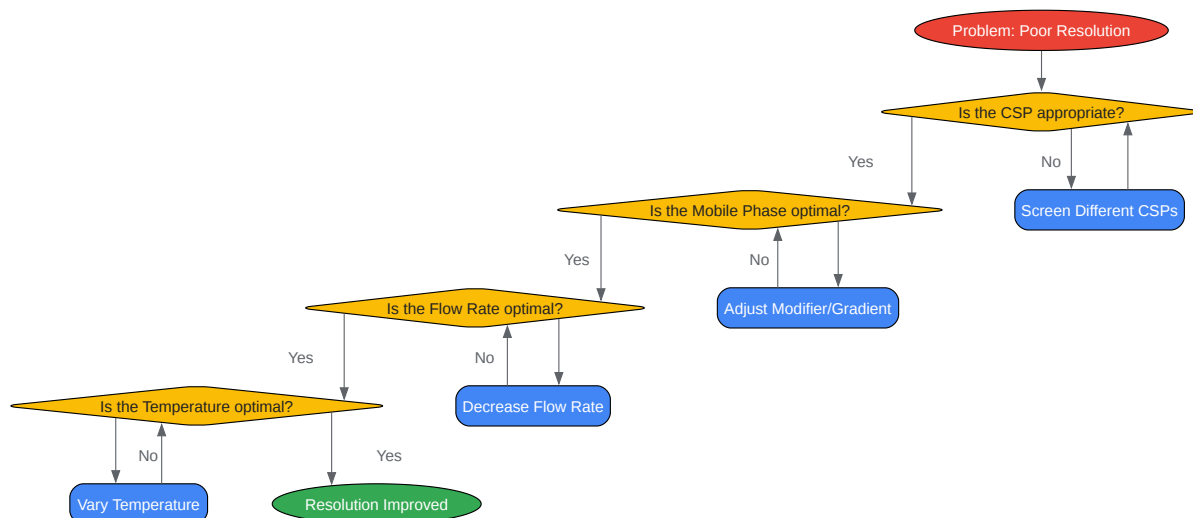 Problem: Poor Resolution
Is the CSP appropriate?
Yes
No
Screen Different CSPs
Is the Mobile Phase optimal?
Yes
No
Adjust Modifier/Gradient
Is the Flow Rate optimal?
Yes
No
Decrease Flow Rate
Is the Temperature optimal?
No
Yes
Vary Temperature
Resolution Improved